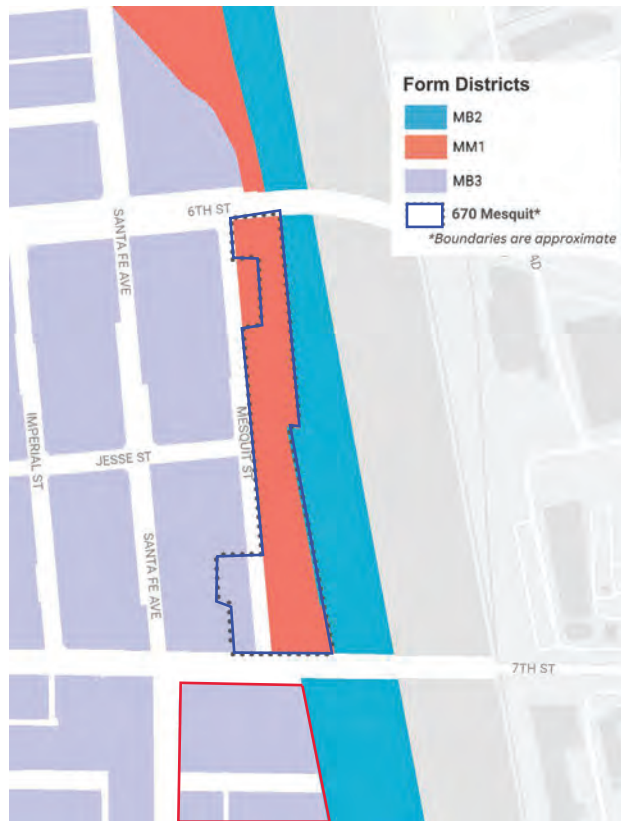 Form Districts
MB2
MM1
MB3
670 Mesquit*
*Boundaries are approximate
6TH ST
SANTA FE AVE
AD
IMPERIAL ST
MESQUIT ST
JESSE ST
SANTA FE AVE
7TH ST